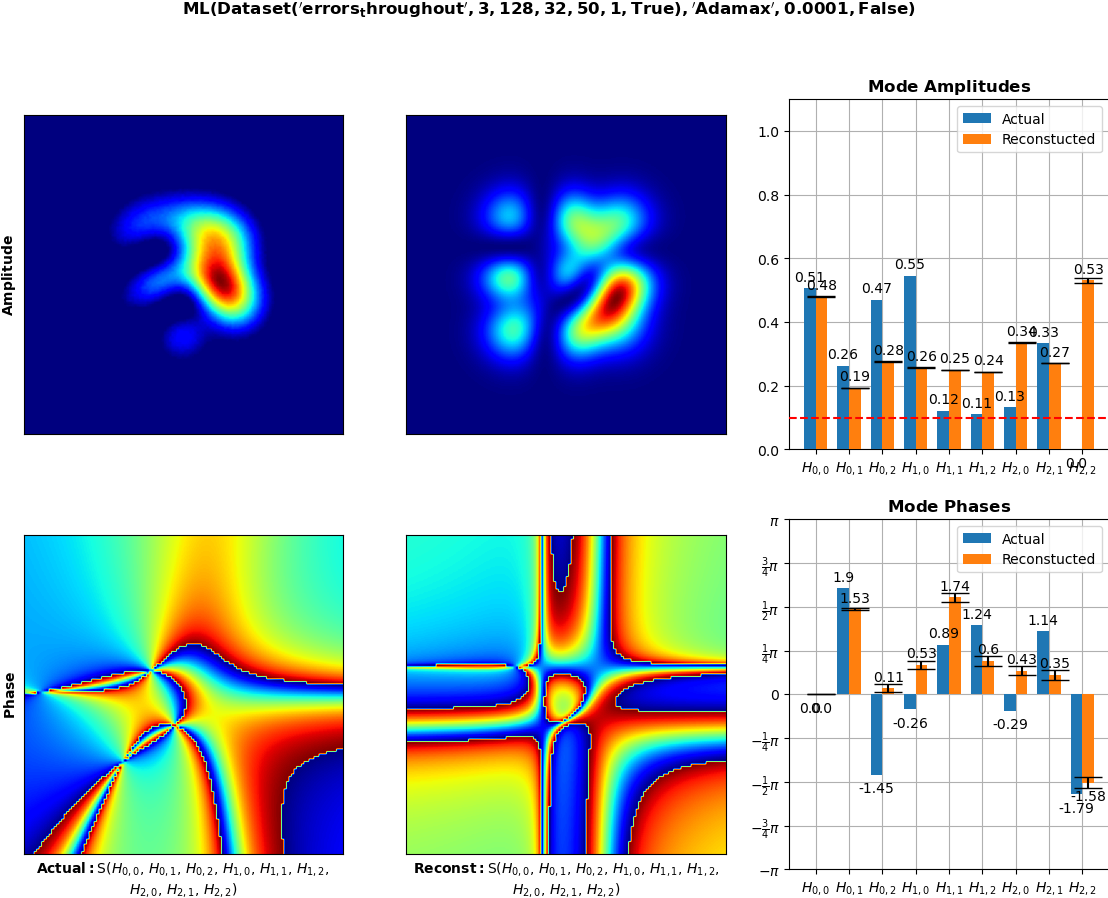 ML(Dataset('errors_throughout', 3, 128, 32, 50, 1, True), 'Adamax', 0.0001, False)
Amplitude
Mode Amplitudes
Actual
Reconstucted
1.0
0.8
0.6
0.4
0.2
0.0
0.51 0.48 0.26 0.19 0.47 0.28 0.55 0.26 0.12 0.25 0.11 0.24 0.13 0.34 0.33 0.27 0.0 0.53
H0,0 H0,1 H0,2 H1,0 H1,1 H1,2 H2,0 H2,1 H2,2
Phase
Mode Phases
Actual
Reconstucted
π
3/4π
1/2π
1/4π
0
−1/4π
−1/2π
−3/4π
−π
0.0 0.0 1.9 1.53 -1.45 0.11 -0.26 0.53 0.89 1.74 1.24 0.6 -0.29 0.43 1.14 0.35 -1.79 -1.58
H0,0 H0,1 H0,2 H1,0 H1,1 H1,2 H2,0 H2,1 H2,2
Actual: S(H0,0, H0,1, H0,2, H1,0, H1,1, H1,2,
H2,0, H2,1, H2,2)
Reconst: S(H0,0, H0,1, H0,2, H1,0, H1,1, H1,2,
H2,0, H2,1, H2,2)